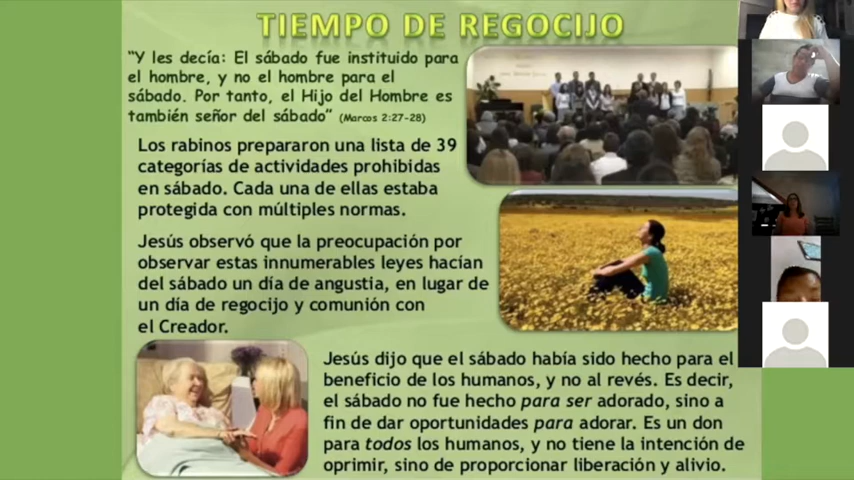 TIEMPO DE REGOCIJO
“Y les decía: El sábado fue instituido para
el hombre, y no el hombre para el
sábado. Por tanto, el Hijo del Hombre es
también señor del sábado” (Marcos 2:27-28)
Los rabinos prepararon una lista de 39
categorías de actividades prohibidas
en sábado. Cada una de ellas estaba
protegida con múltiples normas.
Jesús observó que la preocupación por
observar estas innumerables leyes hacían
del sábado un día de angustia, en lugar de
un día de regocijo y comunión con
el Creador.
Jesús dijo que el sábado había sido hecho para el
beneficio de los humanos, y no al revés. Es decir,
el sábado no fue hecho para ser adorado, sino a
fin de dar oportunidades para adorar. Es un don
para todos los humanos, y no tiene la intención de
oprimir, sino de proporcionar liberación y alivio.